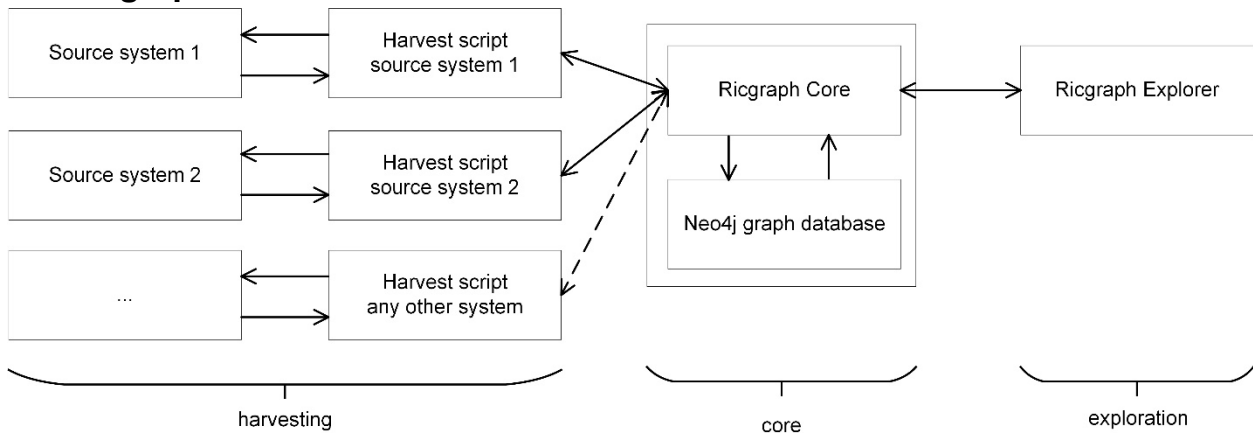 Source system 1
Harvest script
source system 1
Ricgraph Core
Ricgraph Explorer
Source system 2
Harvest script
source system 2
Neo4j graph database
...
Harvest script
any other system
harvesting
core
exploration